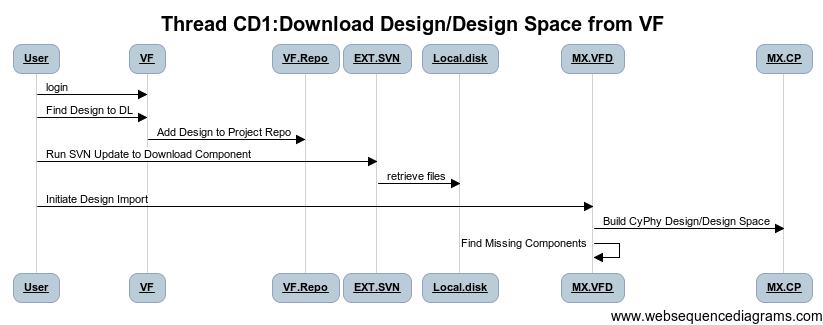 Thread CD1:Download Design/Design Space from VF
User VF VF.Repo EXT.SVN Local.disk MX.VFD MX.CP
login
Find Design to DL
Add Design to Project Repo
Run SVN Update to Download Component
retrieve files
Initiate Design Import
Build CyPhy Design/Design Space
Find Missing Components
User VF VF.Repo EXT.SVN Local.disk MX.VFD MX.CP
www.websequencediagrams.com